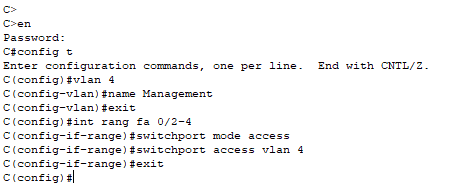 C>
C>en
Password:
C#config t
Enter configuration commands, one per line.  End with CNTL/Z.
C(config)#vlan 4
C(config-vlan)#name Management
C(config-vlan)#exit
C(config)#int rang fa 0/2-4
C(config-if-range)#switchport mode access
C(config-if-range)#switchport access vlan 4
C(config-if-range)#exit
C(config)#